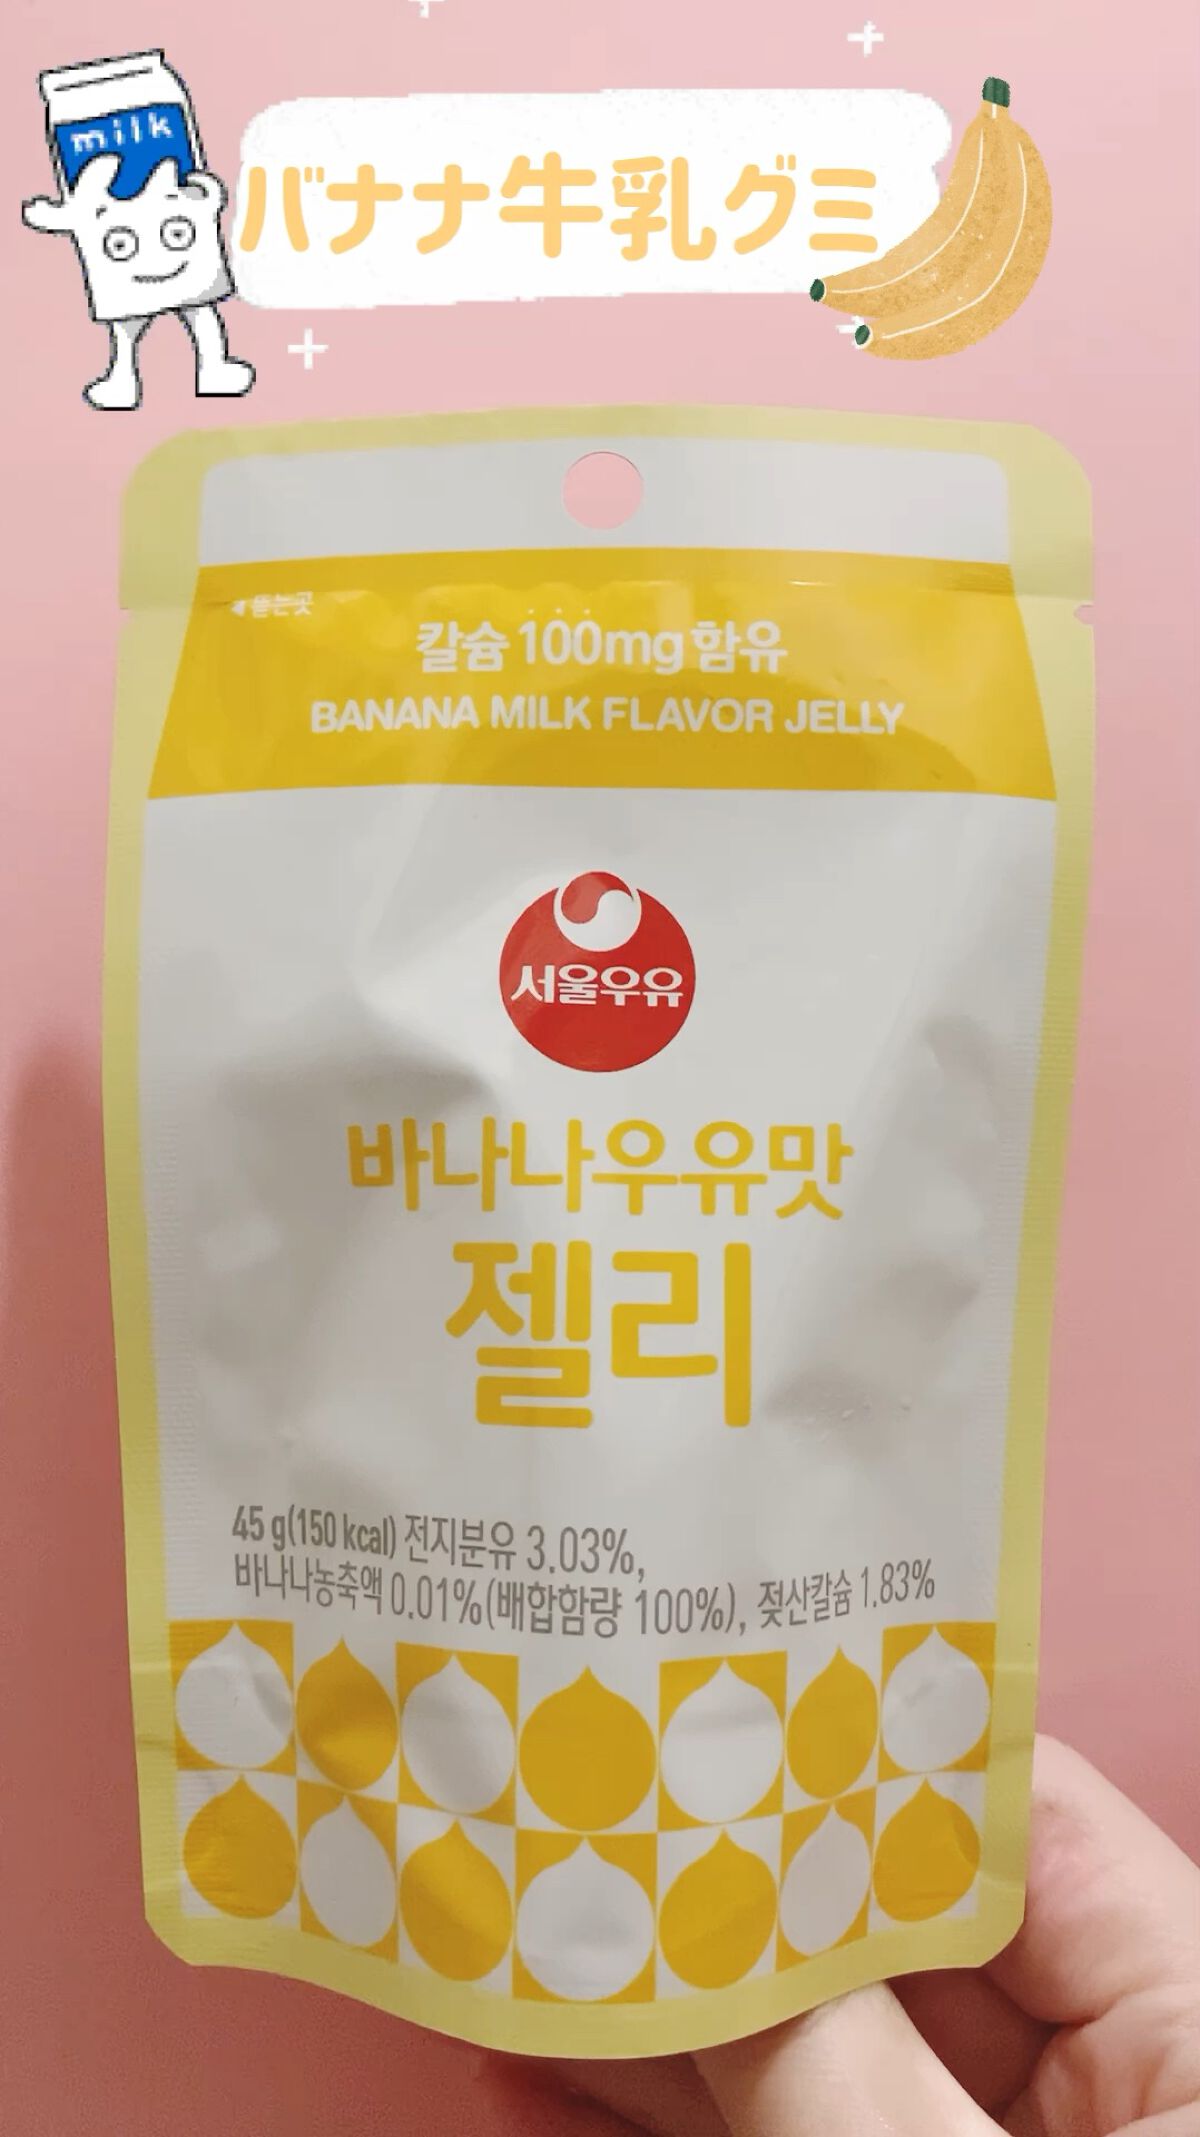 milk
バナナ牛乳グミ
뜯는곳
칼슘 100mg 함유
BANANA MILK FLAVOR JELLY
서울우유
바나나우유맛
젤리
45 g(150 kcal) 전지분유 3.03%,
바나나농축액 0.01%(배합함량 100%), 젖산칼슘 1.83%